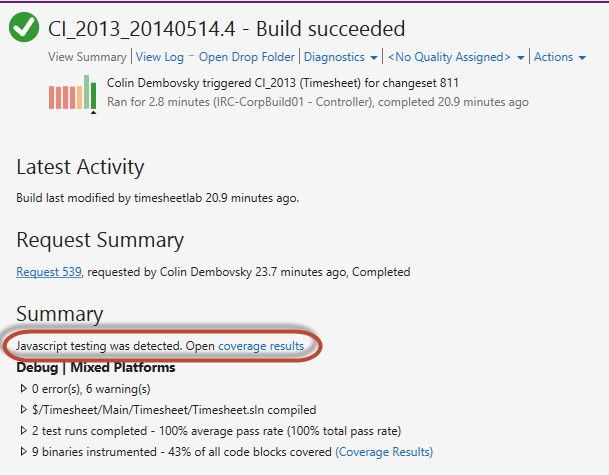 CI_2013_20140514.4 - Build succeeded
View Summary | View Log - Open Drop Folder | Diagnostics | <No Quality Assigned> | Actions
Colin Dembovsky triggered CI_2013 (Timesheet) for changeset 811
Ran for 2.8 minutes (IRC-CorpBuild01 - Controller), completed 20.9 minutes ago
Latest Activity
Build last modified by timesheetlab 20.9 minutes ago.
Request Summary
Request 539, requested by Colin Dembovsky 23.7 minutes ago, Completed
Summary
Javascript testing was detected. Open coverage results
Debug | Mixed Platforms
0 error(s), 6 warning(s)
$/Timesheet/Main/Timesheet/Timesheet.sln compiled
2 test runs completed - 100% average pass rate (100% total pass rate)
9 binaries instrumented - 43% of all code blocks covered (Coverage Results)